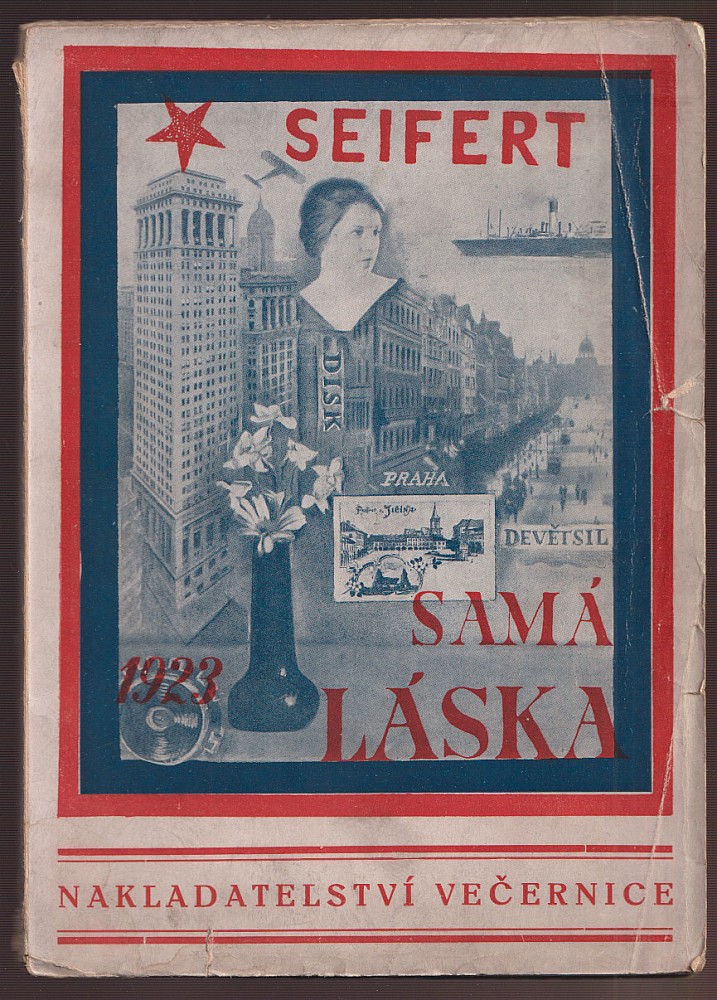 SEIFERT
DISK
PRAHA
DEVĚTSIL
SAMÁ
1923
LÁSKA
NAKLADATELSTVÍ VEČERNICE